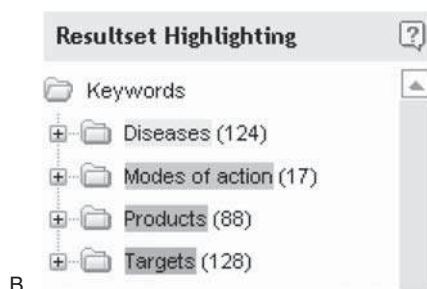 Resultset Highlighting ?
Keywords
Diseases (124)
Modes of action (17)
Products (88)
Targets (128)
B